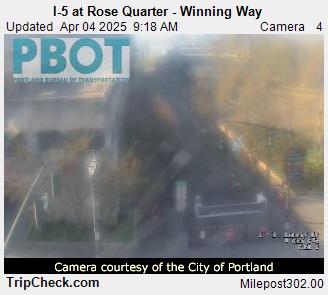 I-5 at Rose Quarter - Winning Way
Updated Apr 04 2025 9:18 AM Camera 4
PBOT
PORTLAND BUREAU OF TRANSPORTATION
Camera courtesy of the City of Portland
TripCheck.com Milepost302.00